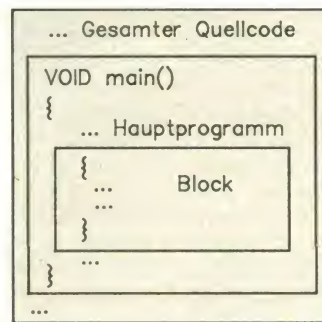 ... Gesamter Quellcode
VOID main()
{
... Hauptprogramm
{
... Block
...
}
...
}
...